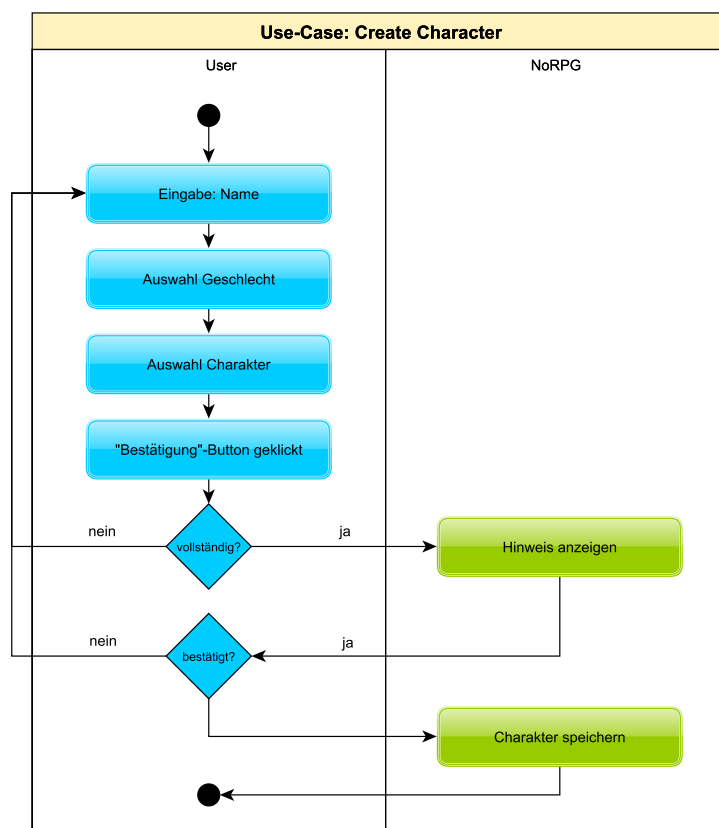 Use-Case: Create Character
User
NoRPG
Eingabe: Name
Auswahl Geschlecht
Auswahl Charakter
"Bestätigung"-Button geklickt
nein
vollständig?
ja
Hinweis anzeigen
nein
bestätigt?
ja
Charakter speichern